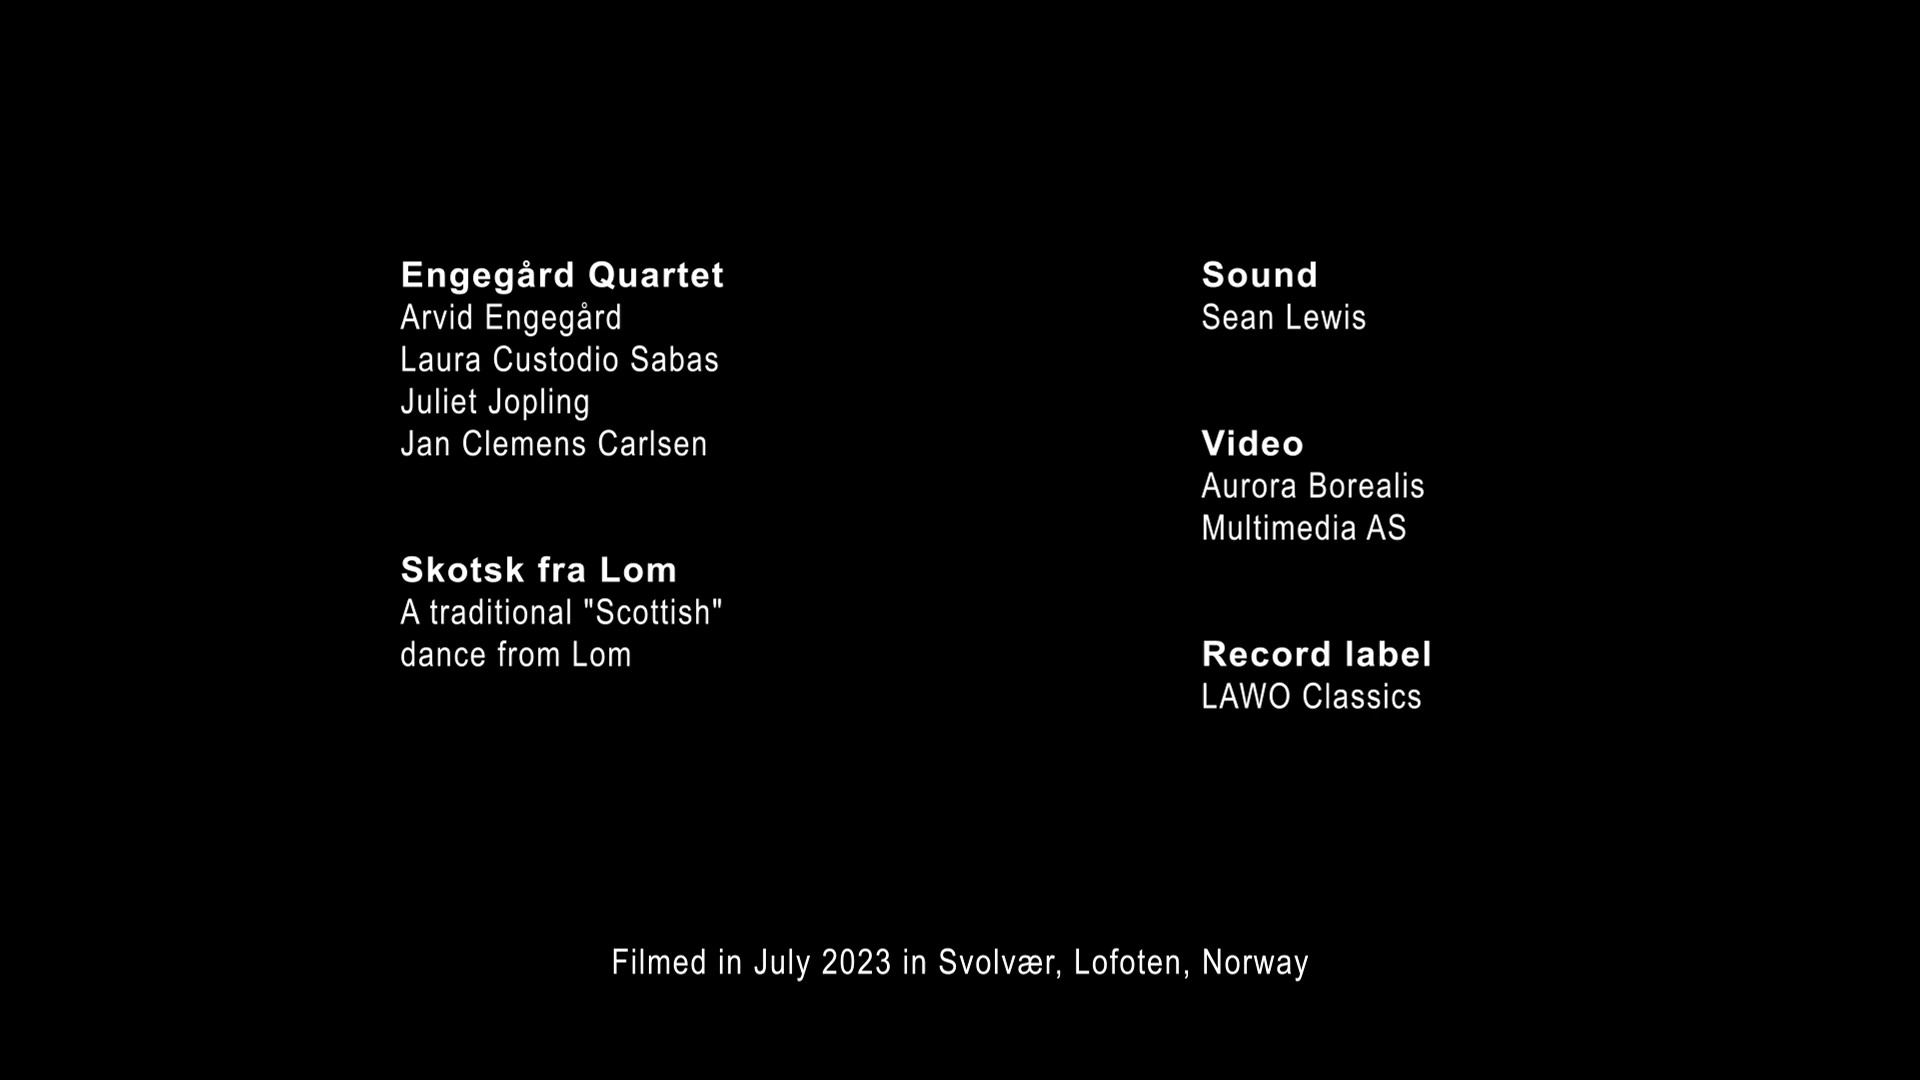 Engegård Quartet
Arvid Engegård
Laura Custodio Sabas
Juliet Jopling
Jan Clemens Carlsen
Skotsk fra Lom
A traditional "Scottish"
dance from Lom
Sound
Sean Lewis
Video
Aurora Borealis
Multimedia AS
Record label
LAWO Classics
Filmed in July 2023 in Svolvær, Lofoten, Norway